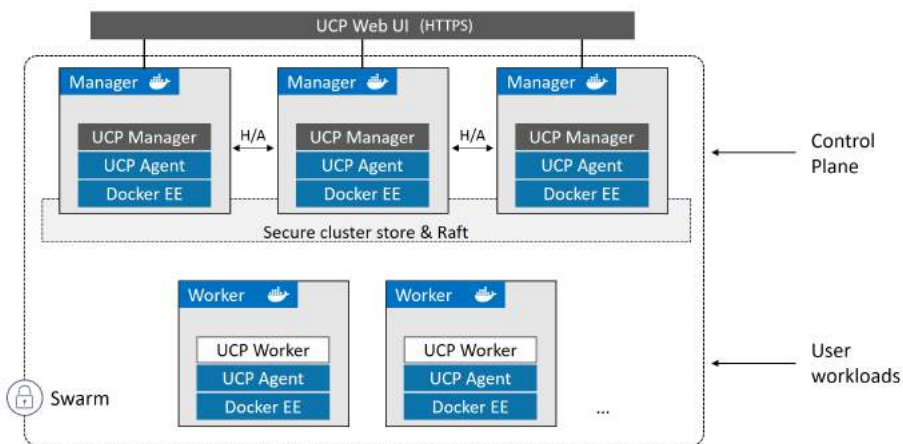 UCP Web UI (HTTPS)
Manager
Manager
Manager
UCP Manager
H/A
UCP Manager
H/A
UCP Manager
UCP Agent
UCP Agent
UCP Agent
Docker EE
Docker EE
Docker EE
Control
Plane
Secure cluster store & Raft
Worker
Worker
UCP Worker
UCP Worker
UCP Agent
UCP Agent
Docker EE
Docker EE
...
User
workloads
Swarm